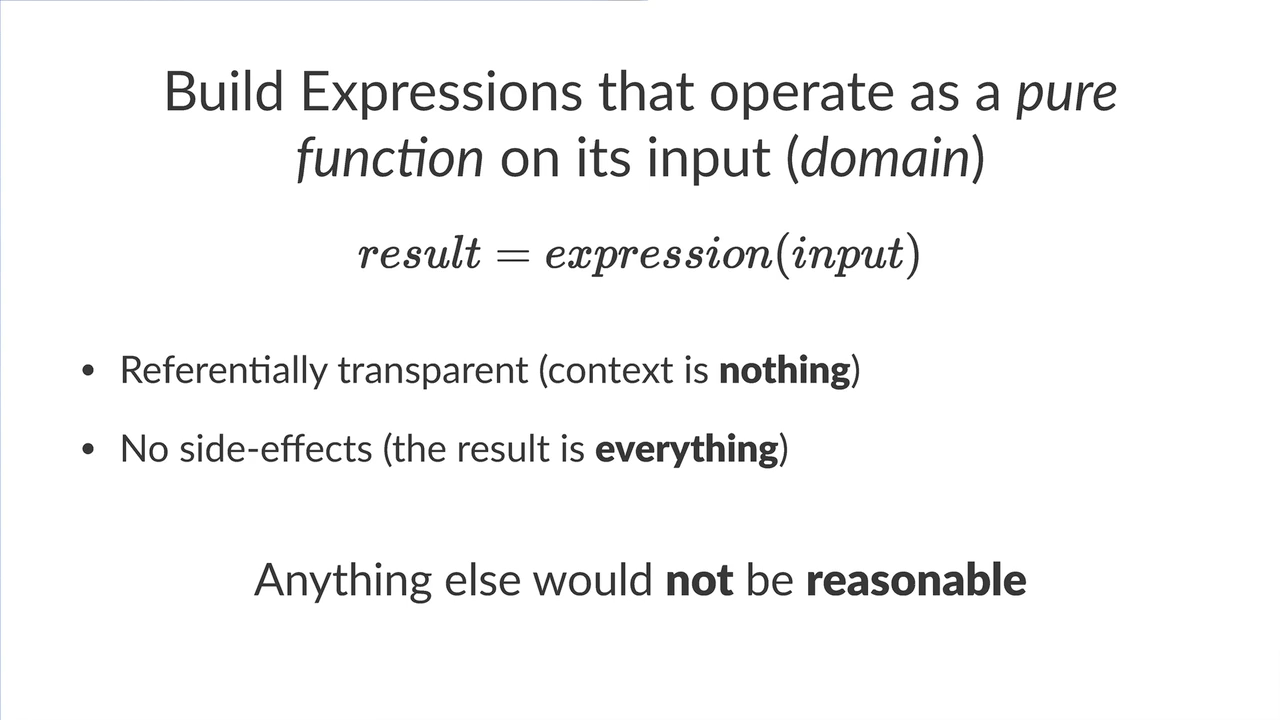 Build Expressions that operate as a pure
function on its input (domain)
result = expression(input)
• Referentially transparent (context is nothing)
• No side-effects (the result is everything)
Anything else would not be reasonable